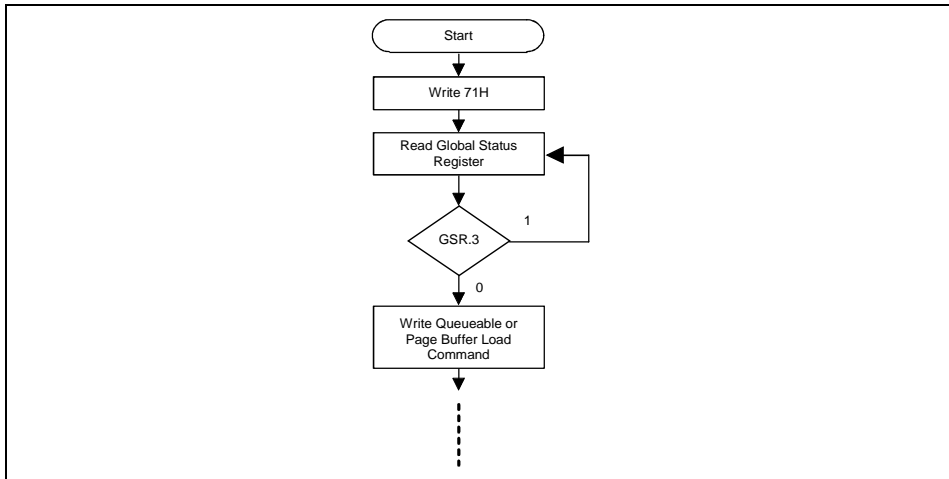 Start
Write 71H
Read Global Status
Register
1
GSR.3
0
Write Queueable or
Page Buffer Load
Command